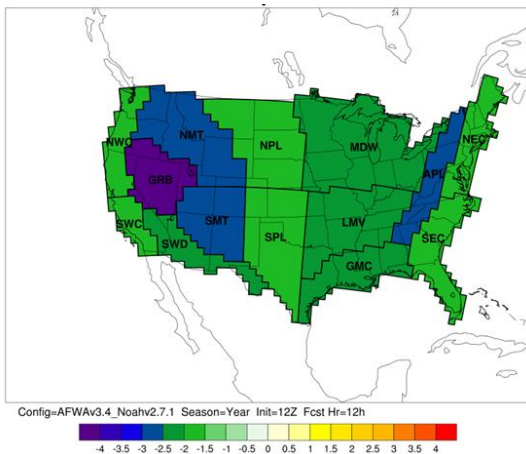 NWC
NMT
NPL
MDW
NEC
APL
GRB
SMT
SWC
SWD
SPL
LMV
SEC
GMC
Config=AFWAv3.4_Noahv2.7.1 Season=Year Init=12Z Fcst Hr=12h
-4 -3.5 -3 -2.5 -2 -1.5 -1 -0.5 0 0.5 1 1.5 2 2.5 3 3.5 4